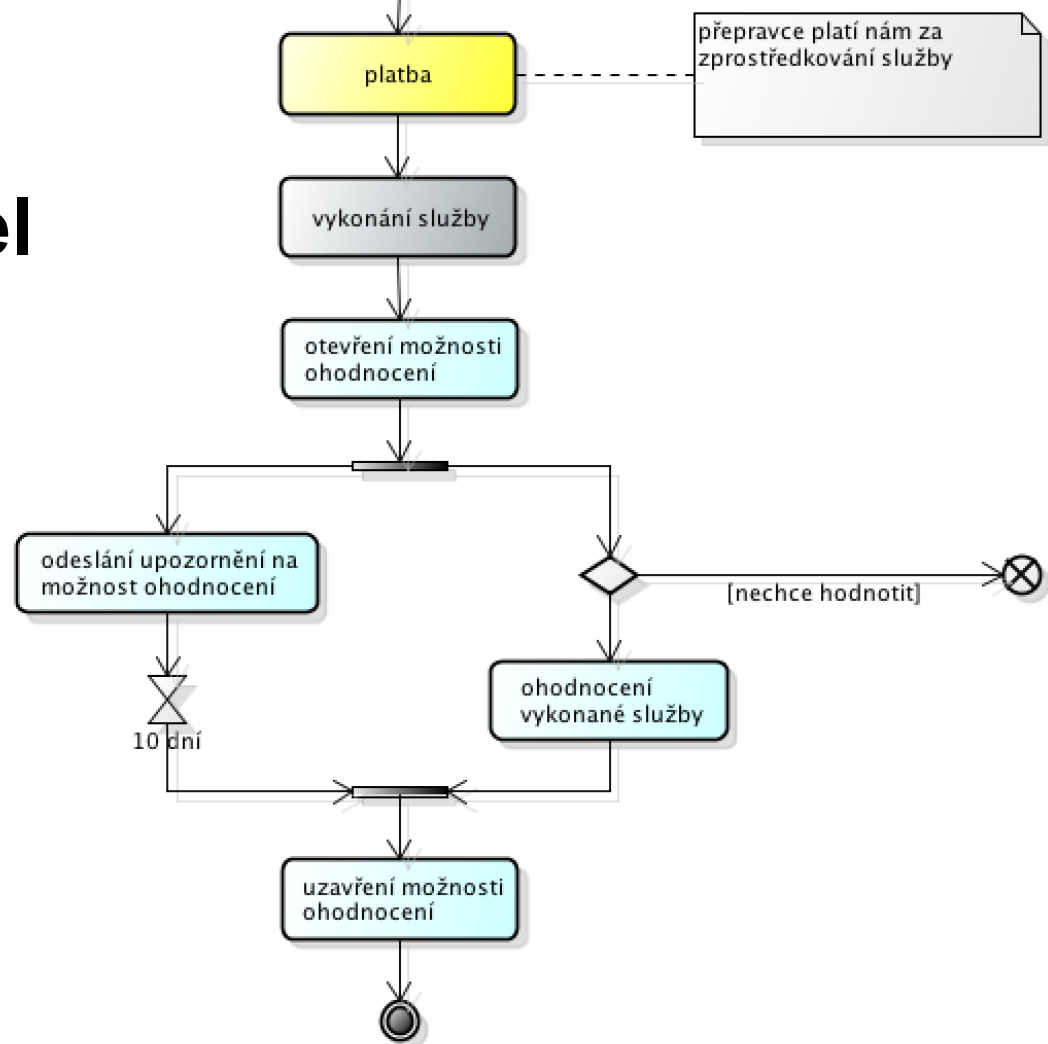 přepravce platí nám za
zprostředkování služby
platba
el
vykonání služby
otevření možnosti
ohodnocení
odeslání upozornění na
možnost ohodnocení
[nechce hodnotit]
ohodnocení
vykonané služby
10 dní
uzavření možnosti
ohodnocení